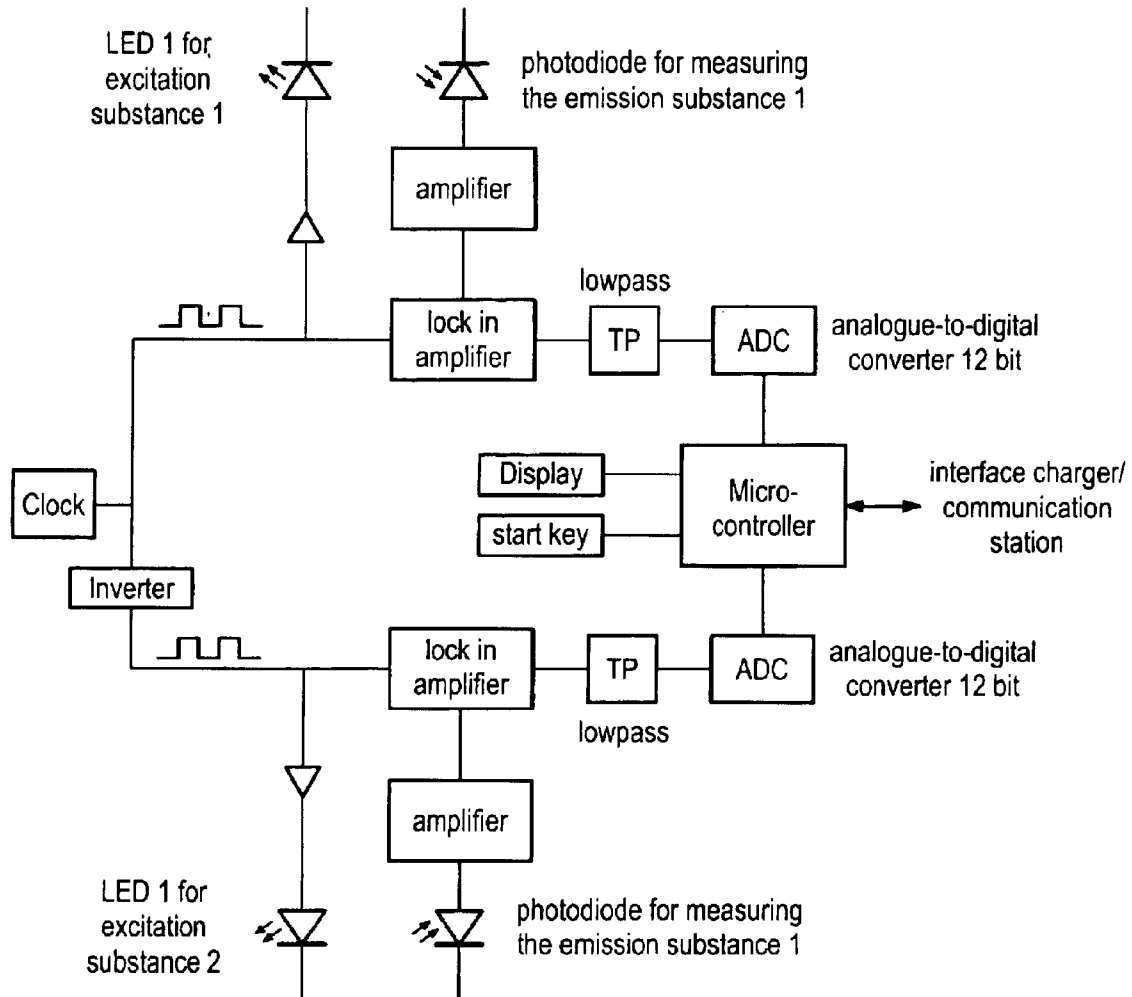 LED 1 for
excitation
substance 1
photodiode for measuring
the emission substance 1
amplifier
lowpass
lock in
amplifier
TP
ADC
analogue-to-digital
converter 12 bit
Clock
Display
start key
Micro-
controller
interface charger/
communication
station
Inverter
lock in
amplifier
TP
ADC
analogue-to-digital
converter 12 bit
lowpass
amplifier
LED 1 for
excitation
substance 2
photodiode for measuring
the emission substance 1